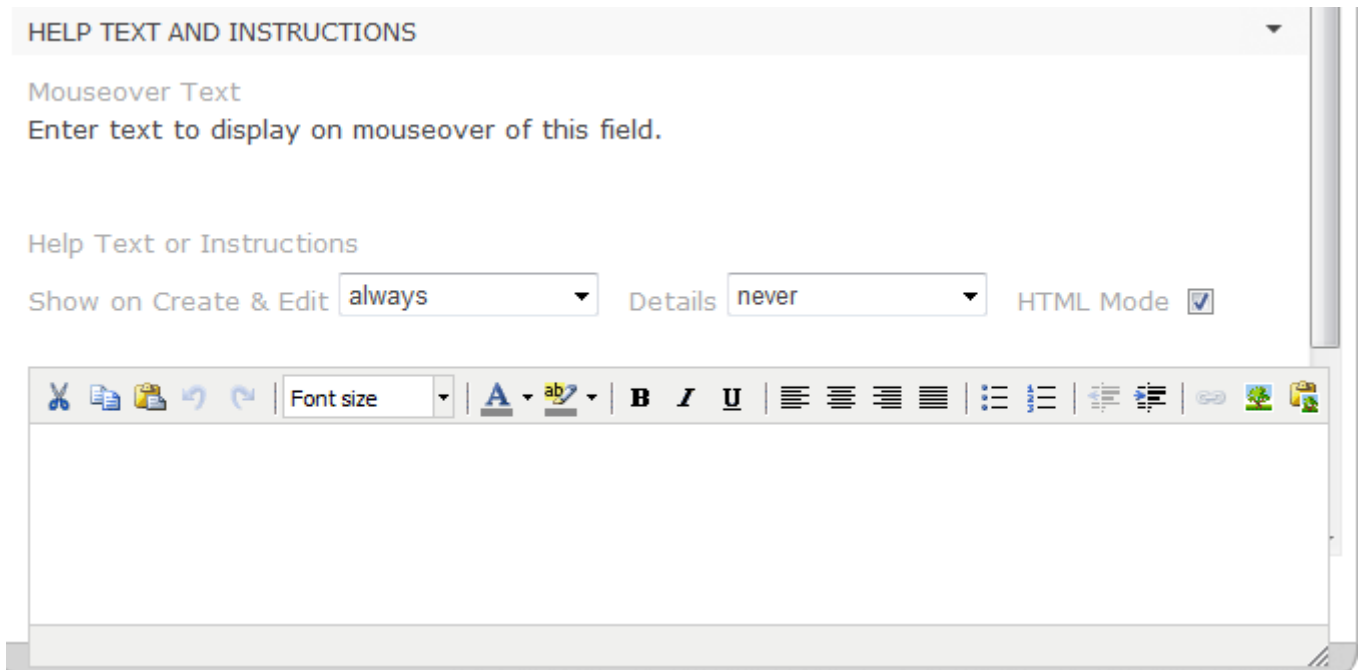 HELP TEXT AND INSTRUCTIONS
Mouseover Text
Enter text to display on mouseover of this field.
Help Text or Instructions
Show on Create & Edit always Details never HTML Mode
Font size A ab B I U